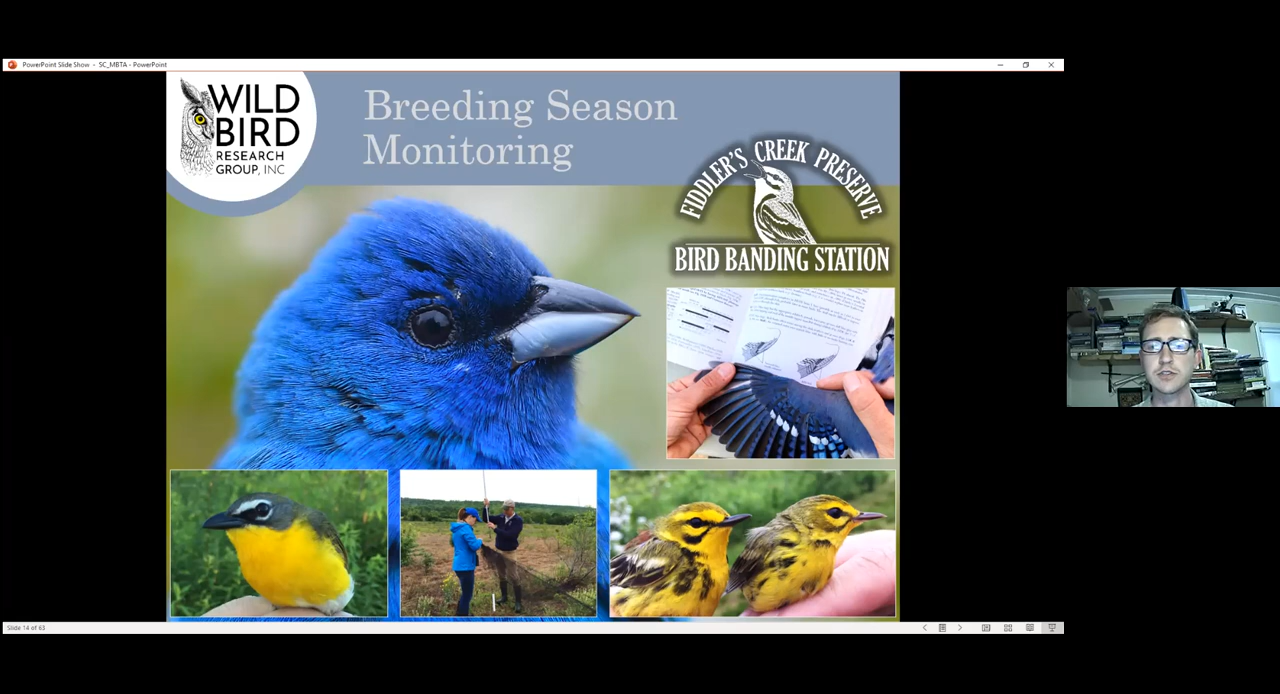 PowerPoint Slide Show - SC_MBTA - PowerPoint
WILD
BIRD
RESEARCH
GROUP, INC
Breeding Season
Monitoring
FIDDLER'S CREEK PRESERVE
BIRD BANDING STATION
Slide 14 of 63